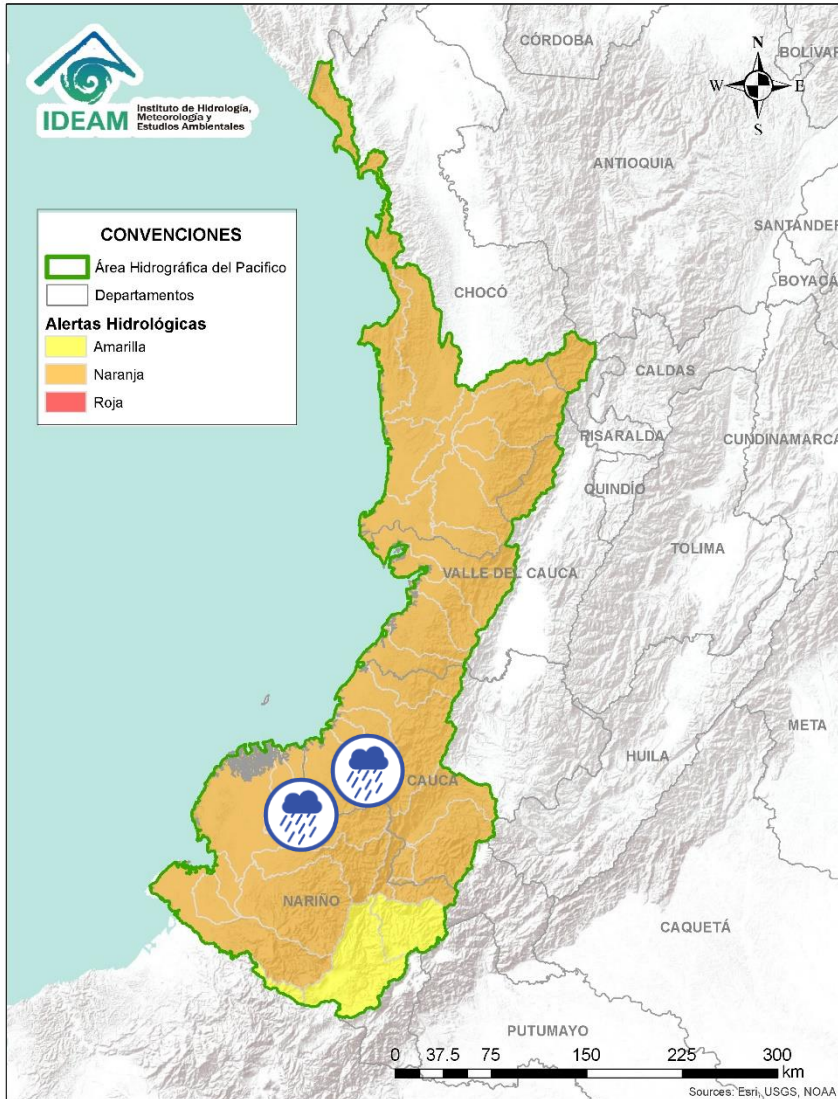 IDEAM
Instituto de Hidrología,
Meteorología y
Estudios Ambientales
CÓRDOBA
BOLÍVAR
N
W
E
S
ANTIOQUIA
SANTANDER
BOYACÁ
CONVENCIONES
Área Hidrográfica del Pacifico
Departamentos
Alertas Hidrológicas
Amarilla
Naranja
Roja
CHOCÓ
CALDAS
RISARALDA
CUNDINAMARCA
QUINDÍO
TOLIMA
VALLE DEL CAUCA
META
HUILA
CAUCA
NARIÑO
CAQUETÁ
PUTUMAYO
0 37.5 75 150 225 300
km
Sources: Esri, USGS, NOAA